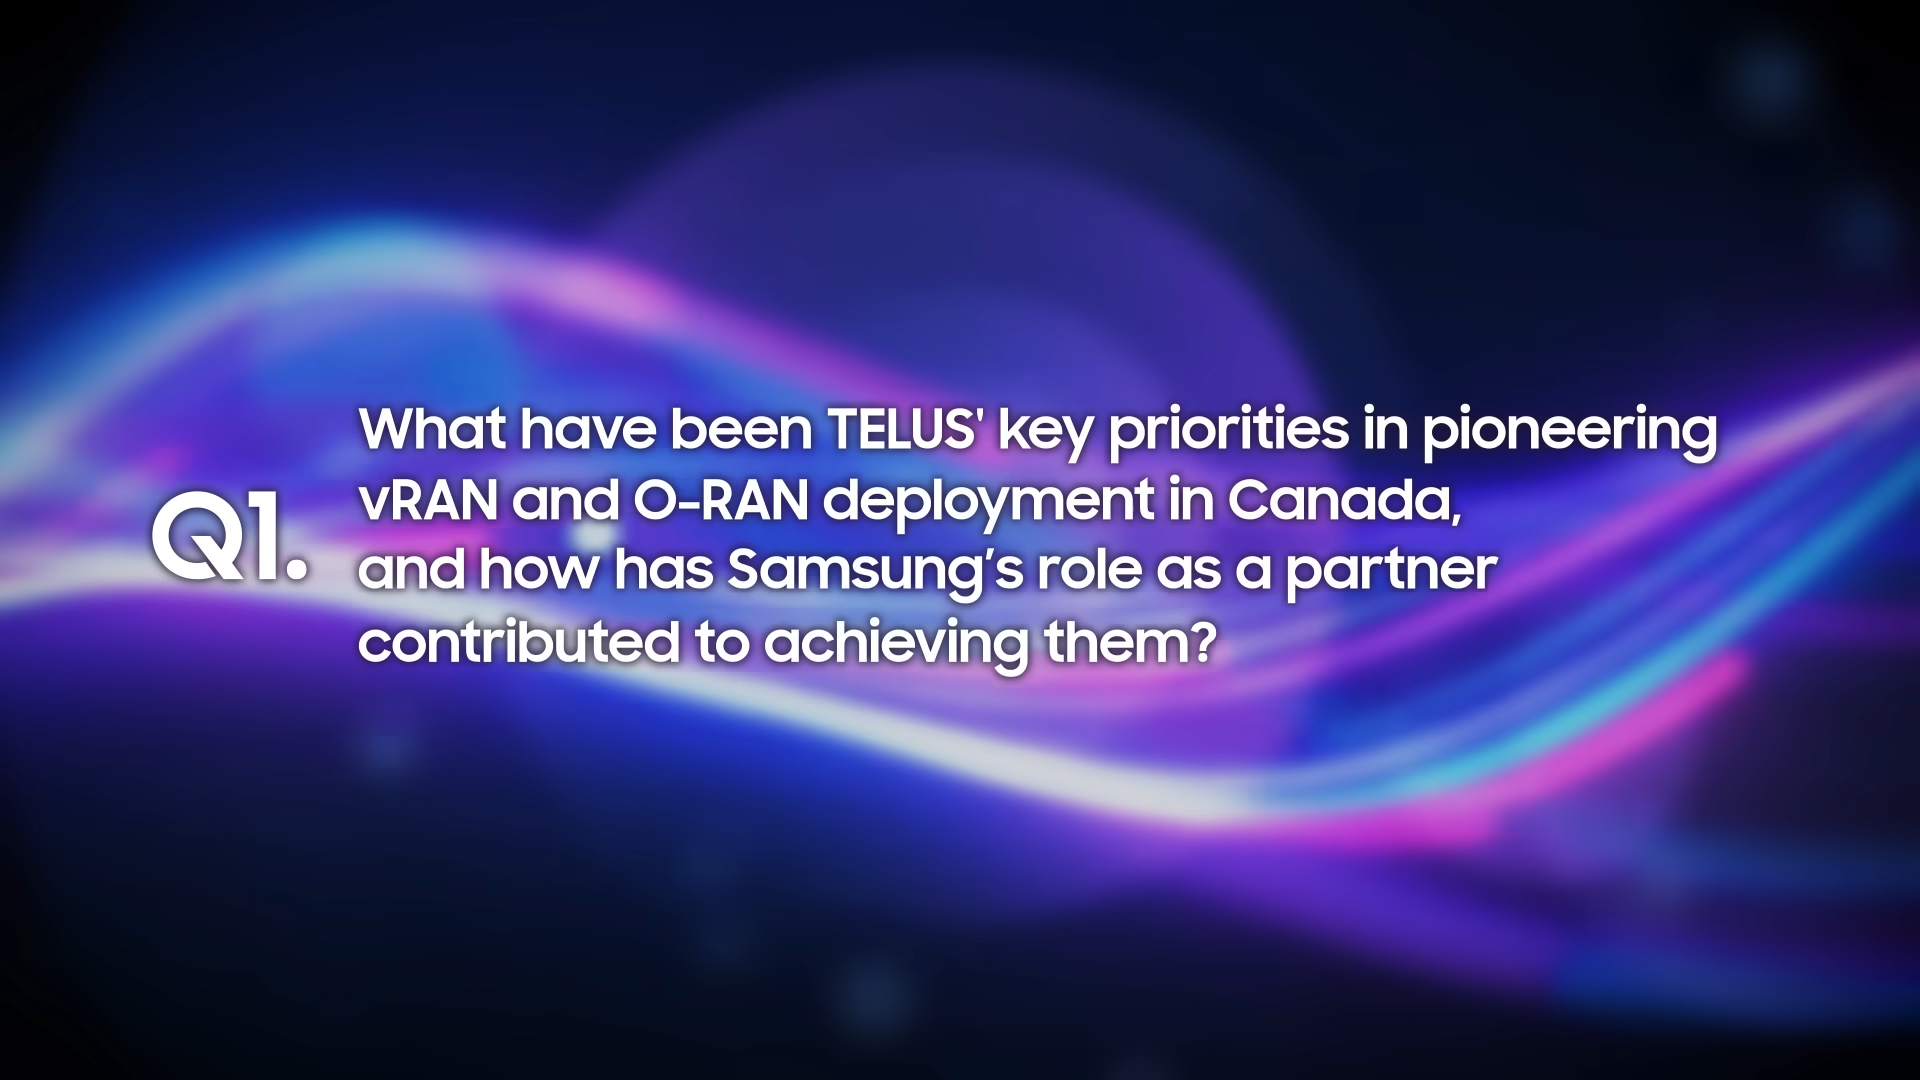 Q1.
What have been TELUS' key priorities in pioneering
vRAN and O-RAN deployment in Canada,
and how has Samsung’s role as a partner
contributed to achieving them?